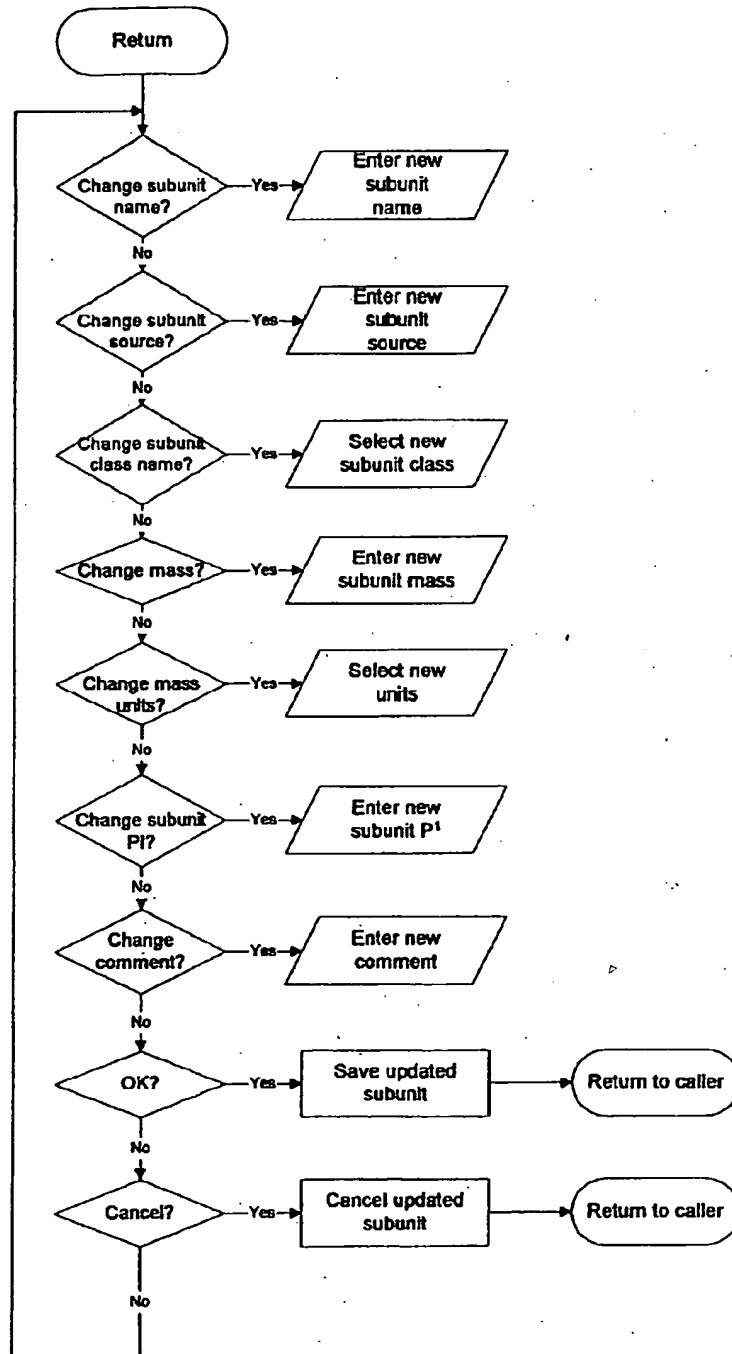 Return
Change subunit
name?
Yes
Enter new
subunit
name
No
Change subunit
source?
Yes
Enter new
subunit
source
No
Change subunit
class name?
Yes
Select new
subunit class
No
Change mass?
Yes
Enter new
subunit mass
No
Change mass
units?
Yes
Select new
units
No
Change subunit
PI?
Yes
Enter new
subunit P¹
No
Change
comment?
Yes
Enter new
comment
No
OK?
Yes
Save updated
subunit
Return to caller
No
Cancel?
Yes
Cancel updated
subunit
Return to caller
No